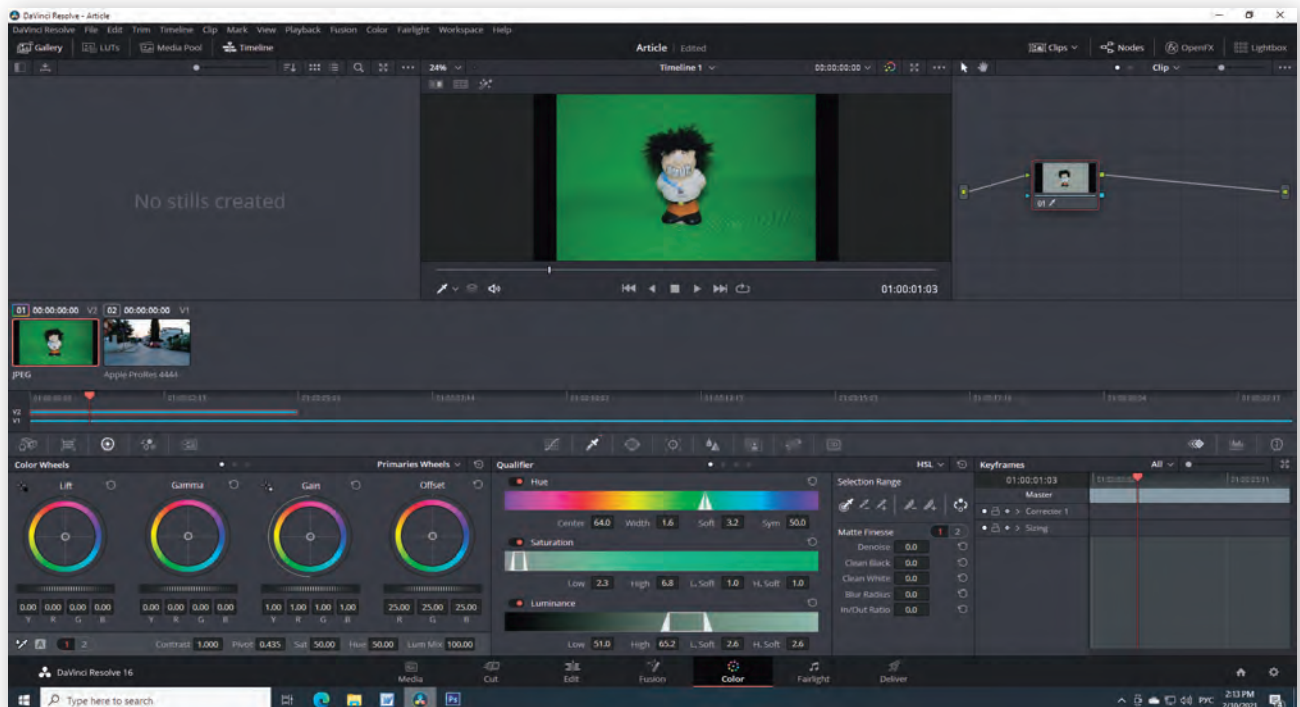 DaVinci Resolve - Article
DaVinci Resolve File Edit Trim Timeline Clip Mark View Playback Fusion Color Fairlight Workspace Help
Gallery LUTs Media Pool Timeline Article Edited Clips Nodes OpenFX Lightbox
24% Timeline 1 00:00:00:00 Clip
No stills created
01
01:00:01:03
01 00:00:00:00 V2 02 00:00:00:00 V1
JPEG Apple ProRes 4444
V2
V1
Color Wheels Primaries Wheels Qualifier HSL Keyframes All
Lift Gamma Gain Offset Hue Selection Range 01:00:01:03
Master
Center 64.0 Width 1.6 Soft 3.2 Sym 50.0 Corrector 1
Saturation Matte Finesse 1 2 Sizing
Denoise 0.0
Low 2.3 High 6.8 L. Soft 1.0 H. Soft 1.0 Clean Black 0.0
Clean White 0.0
0.00 0.00 0.00 0.00 0.00 0.00 0.00 0.00 1.00 1.00 1.00 1.00 25.00 25.00 25.00 Luminance Blur Radius 0.0
Y R G B Y R G B Y R G B R G B In/Out Ratio 0.0
A 1 2 Contrast 1.000 Pivot 0.435 Sat 50.00 Hue 50.00 Lum Mix 100.00 Low 51.0 High 65.2 L. Soft 2.6 H. Soft 2.6
DaVinci Resolve 16 Media Cut Edit Fusion Color Fairlight Deliver
Type here to search Ps РУС 2:13 PM